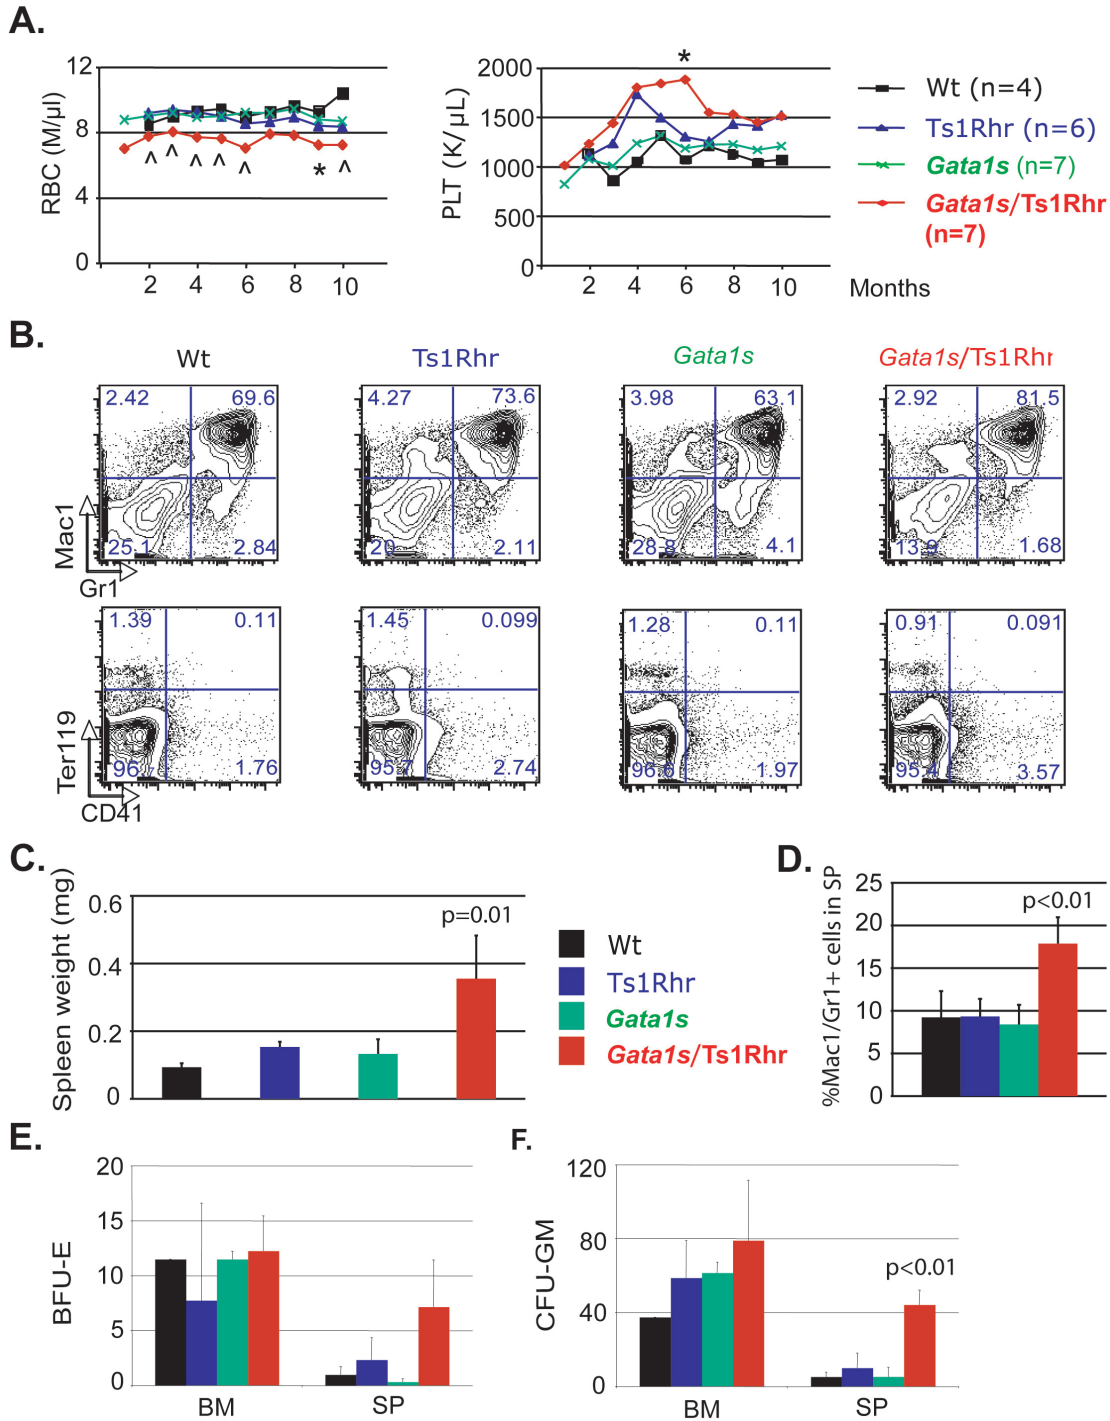 A.
RBC (M/µl)
12
8
4
0
^ ^ ^ ^ ^ * ^
2 4 6 8 10
PLT (K/µL)
2000
1500
1000
500
0
*
2 4 6 8 10
Months
Wt (n=4)
Ts1Rhr (n=6)
Gata1s (n=7)
Gata1s/Ts1Rhr
(n=7)
B.
Wt Ts1Rhr Gata1s Gata1s/Ts1Rhr
2.42 69.6 4.27 73.6 3.98 63.1 2.92 81.5
25.1 2.84 20 2.11 28.8 4.1 13.9 1.68
Mac1
Gr1
1.39 0.11 1.45 0.099 1.28 0.11 0.91 0.091
96.7 1.76 95.7 2.74 96.6 1.97 95.4 3.57
Ter119
CD41
C.
Spleen weight (mg)
0.6
0.4
0.2
0
p=0.01
Wt
Ts1Rhr
Gata1s
Gata1s/Ts1Rhr
D.
%Mac1/Gr1+ cells in SP
25
20
15
10
5
0
p<0.01
E.
BFU-E
20
15
10
5
0
BM SP
F.
CFU-GM
120
80
40
0
p<0.01
BM SP